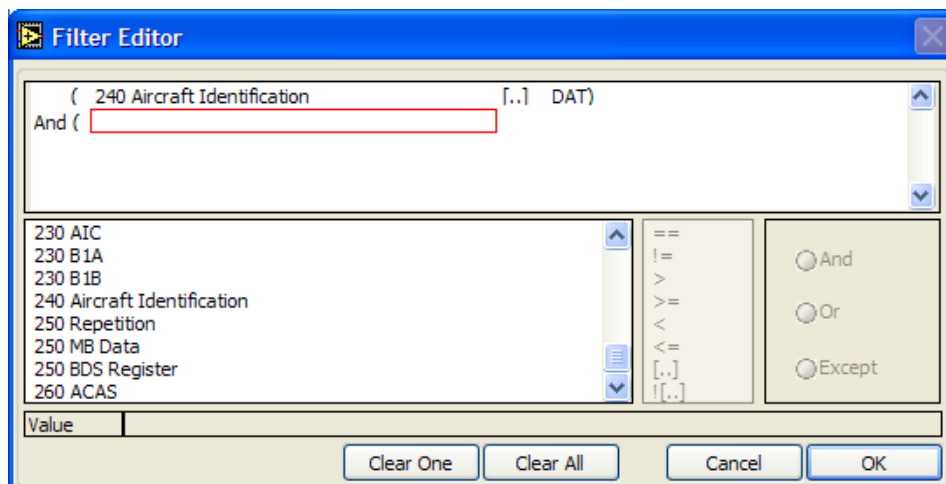 Filter Editor
( 240 Aircraft Identification [..] DAT)
And (
230 AIC
230 B1A
230 B1B
240 Aircraft Identification
250 Repetition
250 MB Data
250 BDS Register
260 ACAS
==
!=
>
>=
<
<=
[..]
![..]
And
Or
Except
Value
Clear One
Clear All
Cancel
OK